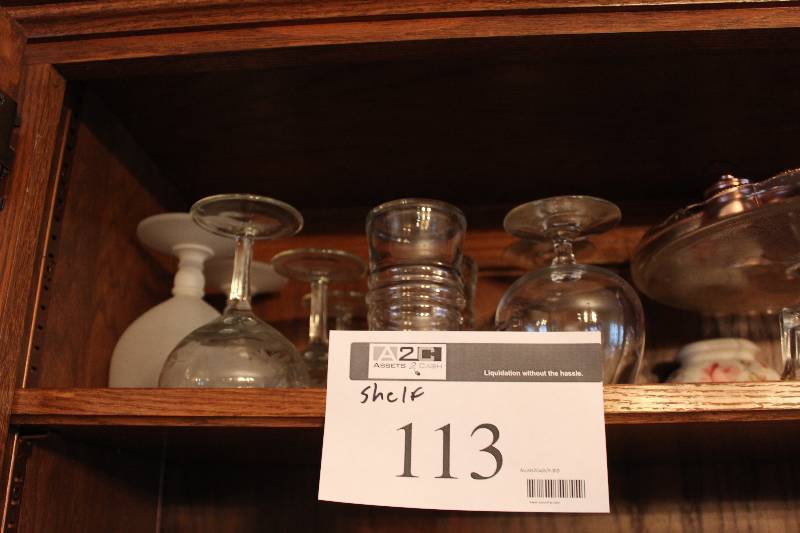 A2C
ASSETS 2 CASH
Liquidation without the hassle.
Shelf
113